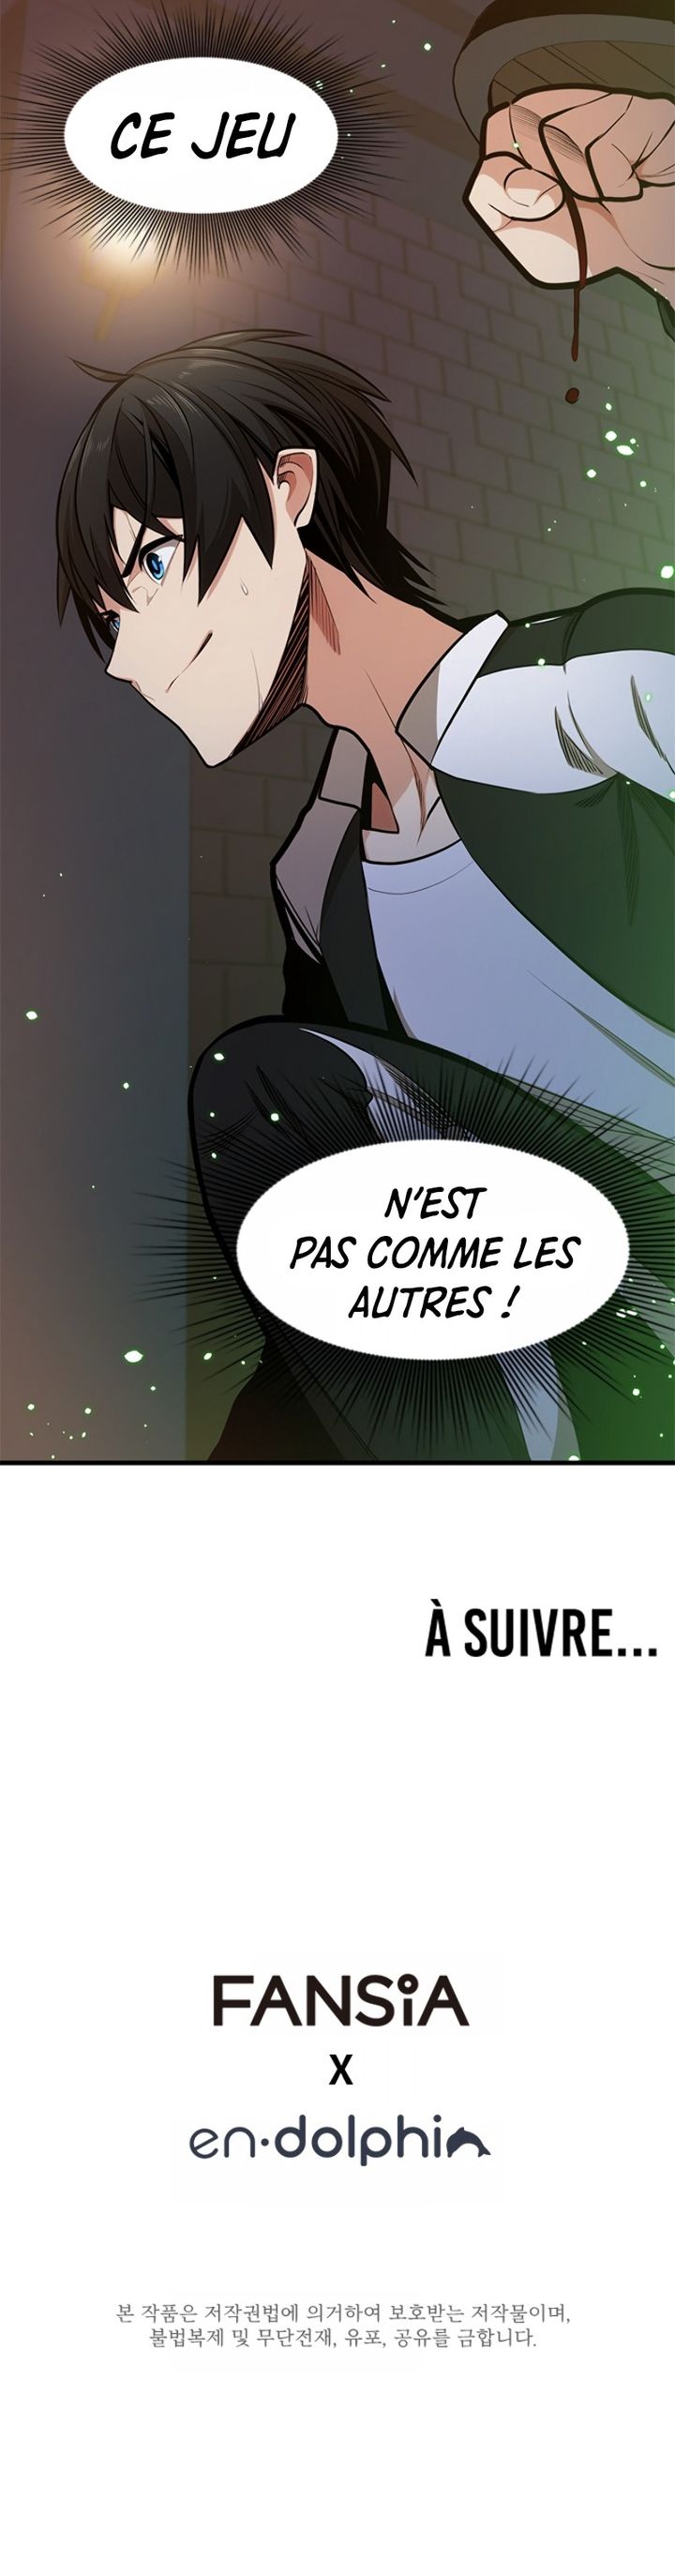 CE JEU
N'EST
PAS COMME LES
AUTRES !
À SUIVRE...
FANSiA
X
en·dolphin
본 작품은 저작권법에 의거하여 보호받는 저작물이며,
불법복제 및 무단전재, 유포, 공유를 금합니다.